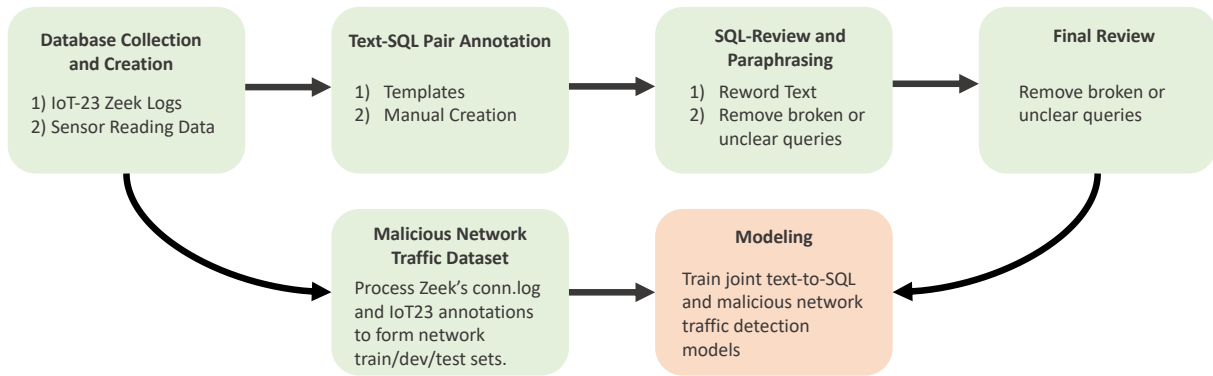 Database Collection
and Creation
1) IoT-23 Zeek Logs
2) Sensor Reading Data
Text-SQL Pair Annotation
1) Templates
2) Manual Creation
SQL-Review and
Paraphrasing
1) Reword Text
2) Remove broken or
unclear queries
Final Review
Remove broken or
unclear queries
Malicious Network
Traffic Dataset
Process Zeek's conn.log
and IoT23 annotations
to form network
train/dev/test sets.
Modeling
Train joint text-to-SQL
and malicious network
traffic detection
models